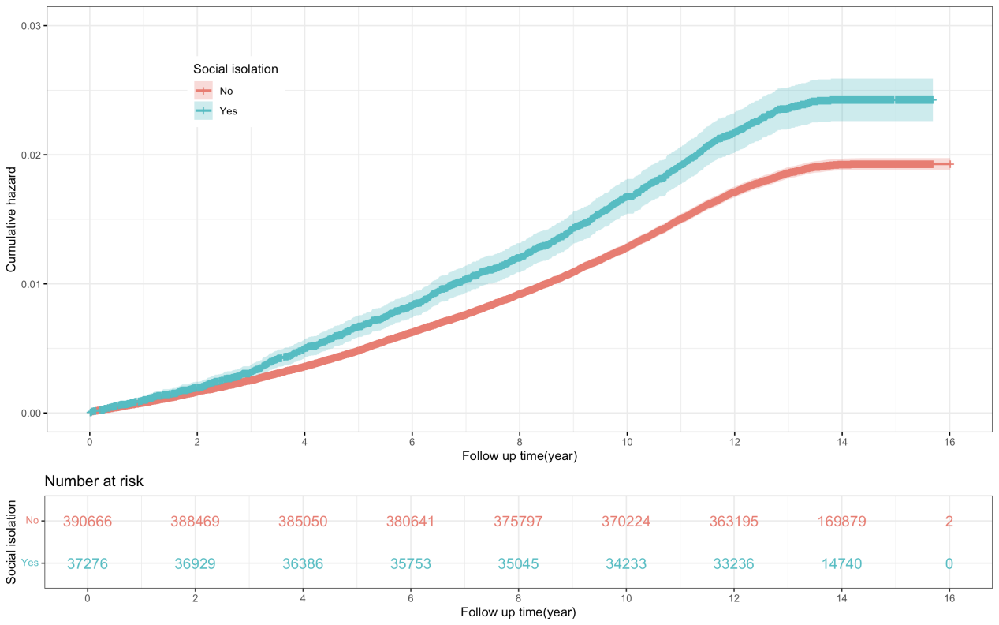 0.03
0.02
0.01
0.00
Cumulative hazard
Social isolation
No
Yes
0 2 4 6 8 10 12 14 16
Follow up time(year)
Number at risk
Social isolation
No 390666 388469 385050 380641 375797 370224 363195 169879 2
Yes 37276 36929 36386 35753 35045 34233 33236 14740 0
0 2 4 6 8 10 12 14 16
Follow up time(year)